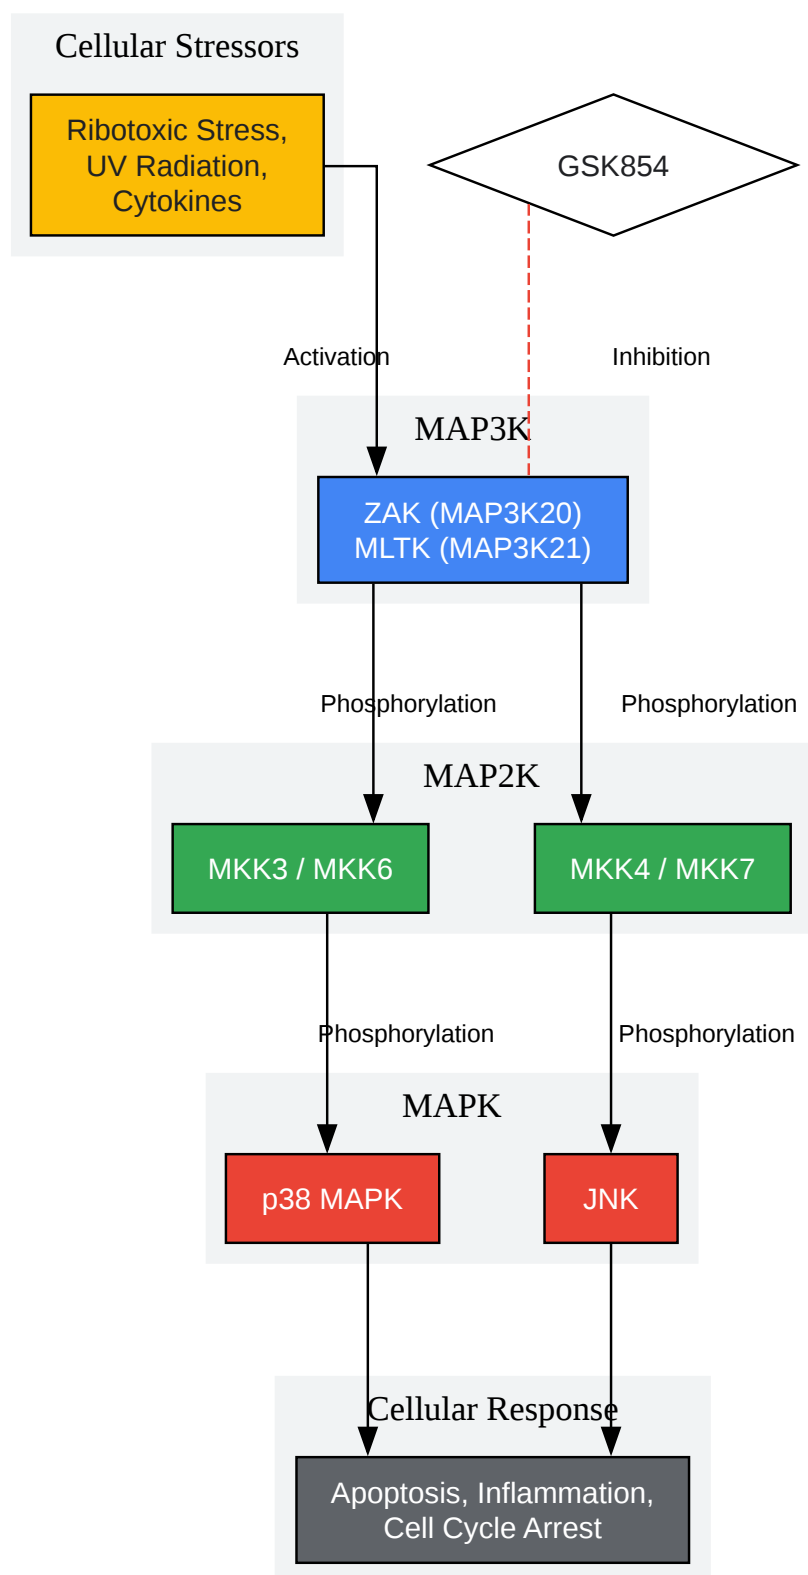 Cellular Stressors
Ribotoxic Stress,
UV Radiation,
Cytokines
GSK854
Activation
Inhibition
MAP3K
ZAK (MAP3K20)
MLTK (MAP3K21)
Phosphorylation
Phosphorylation
MAP2K
MKK3 / MKK6
MKK4 / MKK7
Phosphorylation
Phosphorylation
MAPK
p38 MAPK
JNK
Cellular Response
Apoptosis, Inflammation,
Cell Cycle Arrest